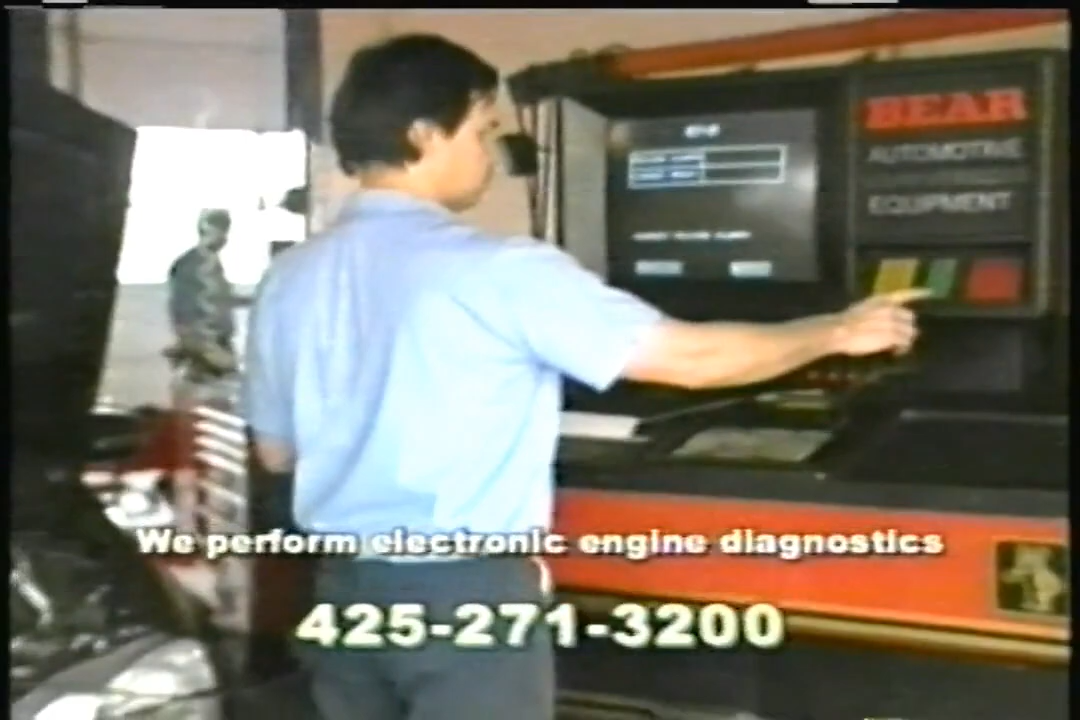 BEAR
AUTOMOTIVE
EQUIPMENT
We perform electronic engine diagnostics
425-271-3200